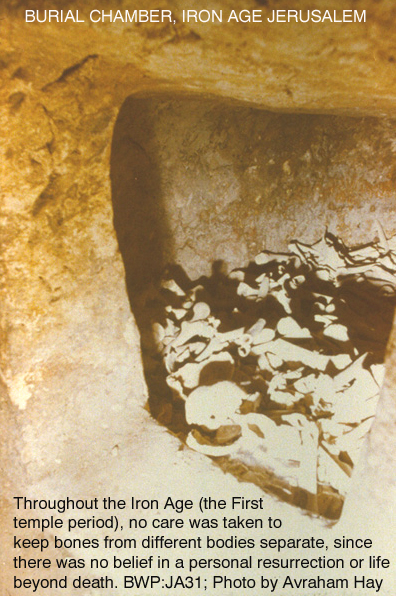 BURIAL CHAMBER, IRON AGE JERUSALEM
Throughout the Iron Age (the First
temple period), no care was taken to
keep bones from different bodies separate, since
there was no belief in a personal resurrection or life
beyond death. BWP:JA31; Photo by Avraham Hay